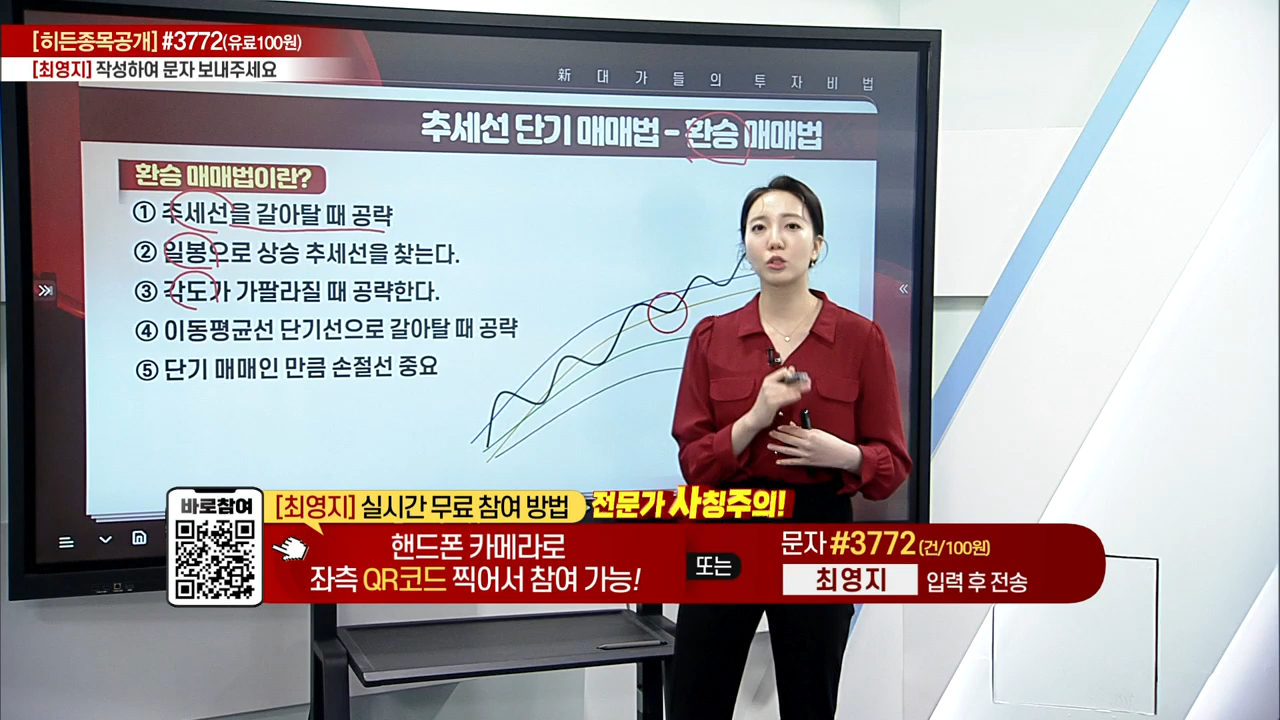 [히든종목공개] #3772(유료100원)
[최영지] 작성하여 문자 보내주세요
新대가들의투자비법
추세선 단기 매매법 - 환승 매매법
환승 매매법이란?
① 추세선을 갈아탈 때 공략
② 일봉으로 상승 추세선을 찾는다.
③ 각도가 가팔라질 때 공략한다.
④ 이동평균선 단기선으로 갈아탈 때 공략
⑤ 단기 매매인 만큼 손절선 중요
바로참여
[최영지] 실시간 무료 참여 방법
전문가 사칭주의!
핸드폰 카메라로
좌측 QR코드 찍어서 참여 가능!
또는
문자 #3772 (건/100원)
최영지 입력 후 전송